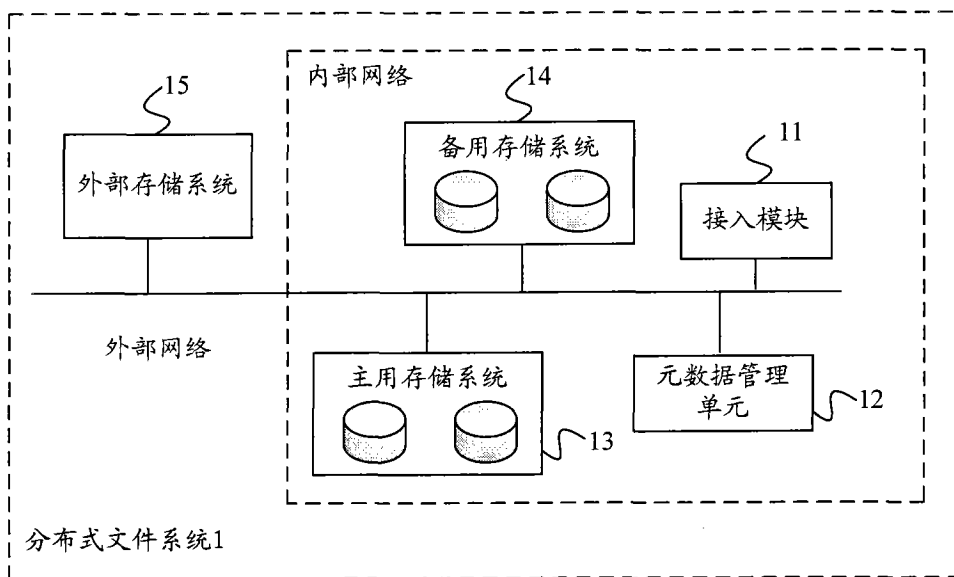 内部网络
15
14
11
外部存储系统
备用存储系统
接入模块
外部网络
主用存储系统
元数据管理
单元
12
13
分布式文件系统1